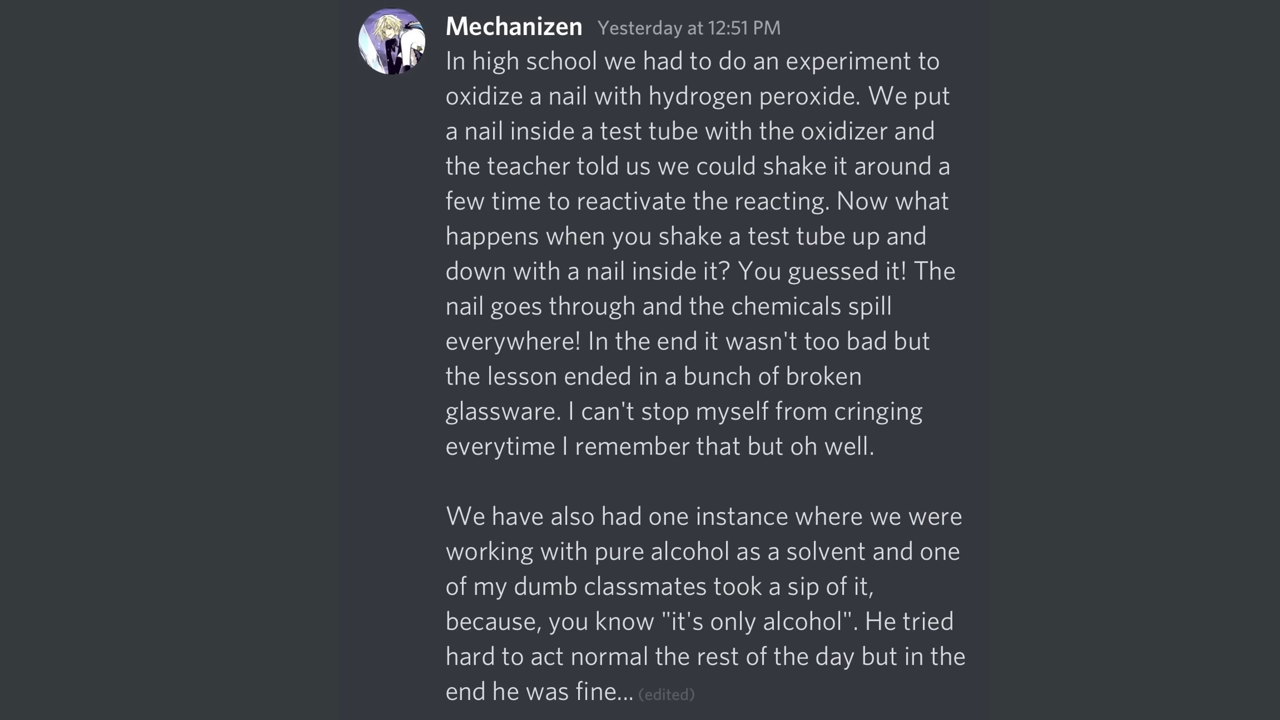 Mechanizen Yesterday at 12:51 PM
In high school we had to do an experiment to
oxidize a nail with hydrogen peroxide. We put
a nail inside a test tube with the oxidizer and
the teacher told us we could shake it around a
few time to reactivate the reacting. Now what
happens when you shake a test tube up and
down with a nail inside it? You guessed it! The
nail goes through and the chemicals spill
everywhere! In the end it wasn't too bad but
the lesson ended in a bunch of broken
glassware. I can't stop myself from cringing
everytime I remember that but oh well.
We have also had one instance where we were
working with pure alcohol as a solvent and one
of my dumb classmates took a sip of it,
because, you know "it's only alcohol". He tried
hard to act normal the rest of the day but in the
end he was fine... (edited)